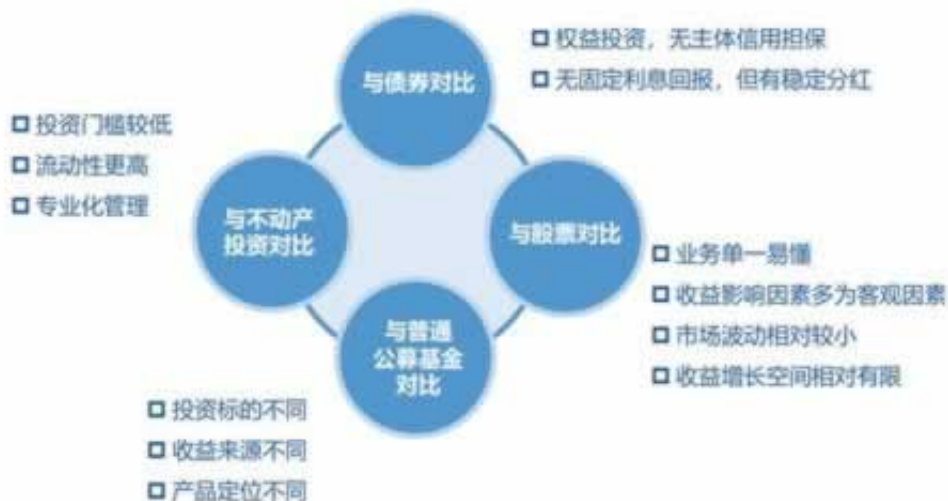 与债券对比
权益投资，无主体信用担保
无固定利息回报，但有稳定分红
投资门槛较低
流动性更高
专业化管理
与不动产
投资对比
与股票对比
业务单一易懂
收益影响因素多为客观因素
市场波动相对较小
收益增长空间相对有限
与普通
公募基金
对比
投资标的不同
收益来源不同
产品定位不同